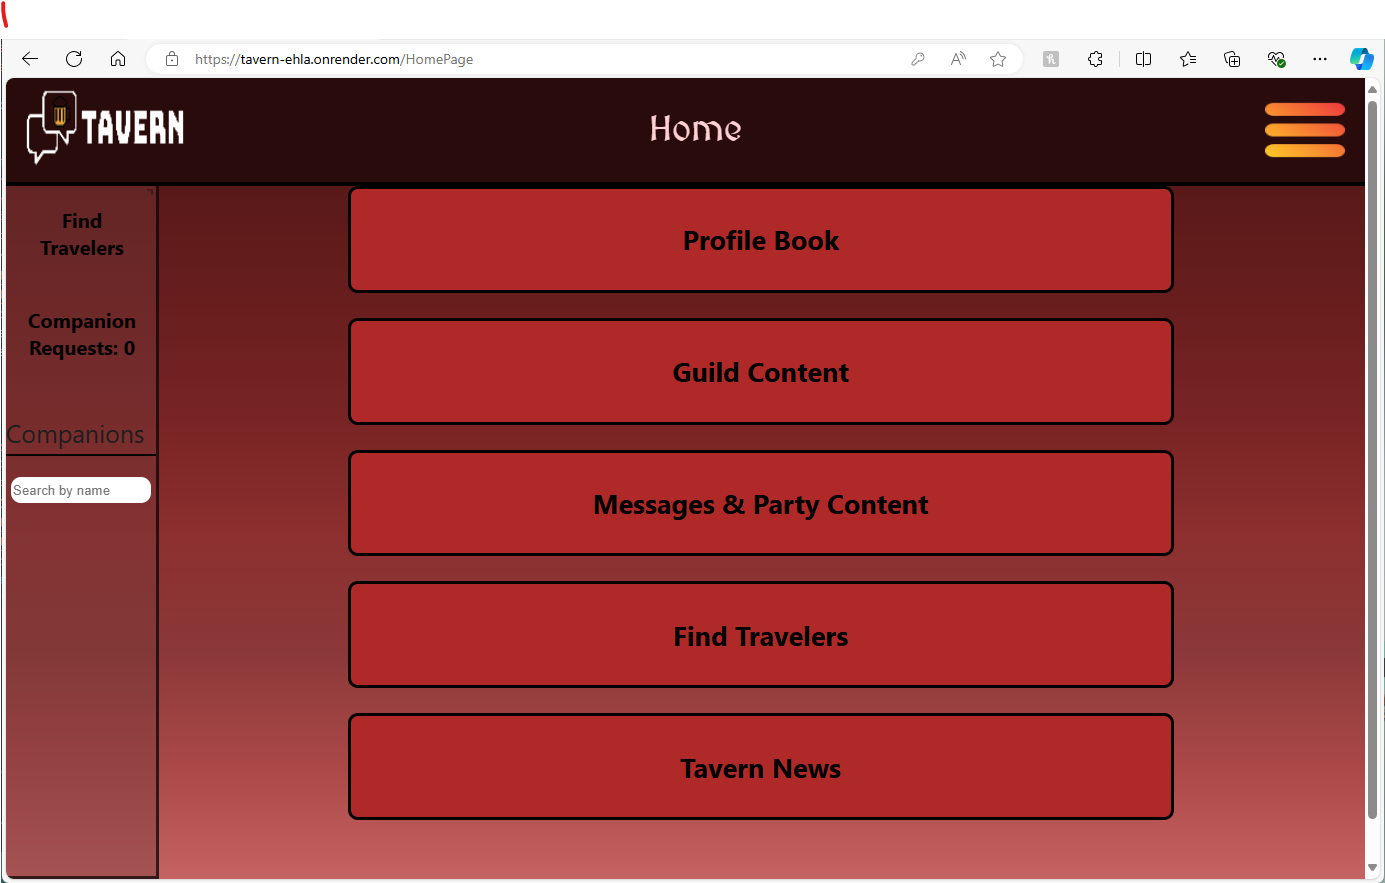 https://tavern-ehla.onrender.com/HomePage
TAVERN
Home
Find
Travelers
Companion
Requests: 0
Companions
Search by name
Profile Book
Guild Content
Messages & Party Content
Find Travelers
Tavern News